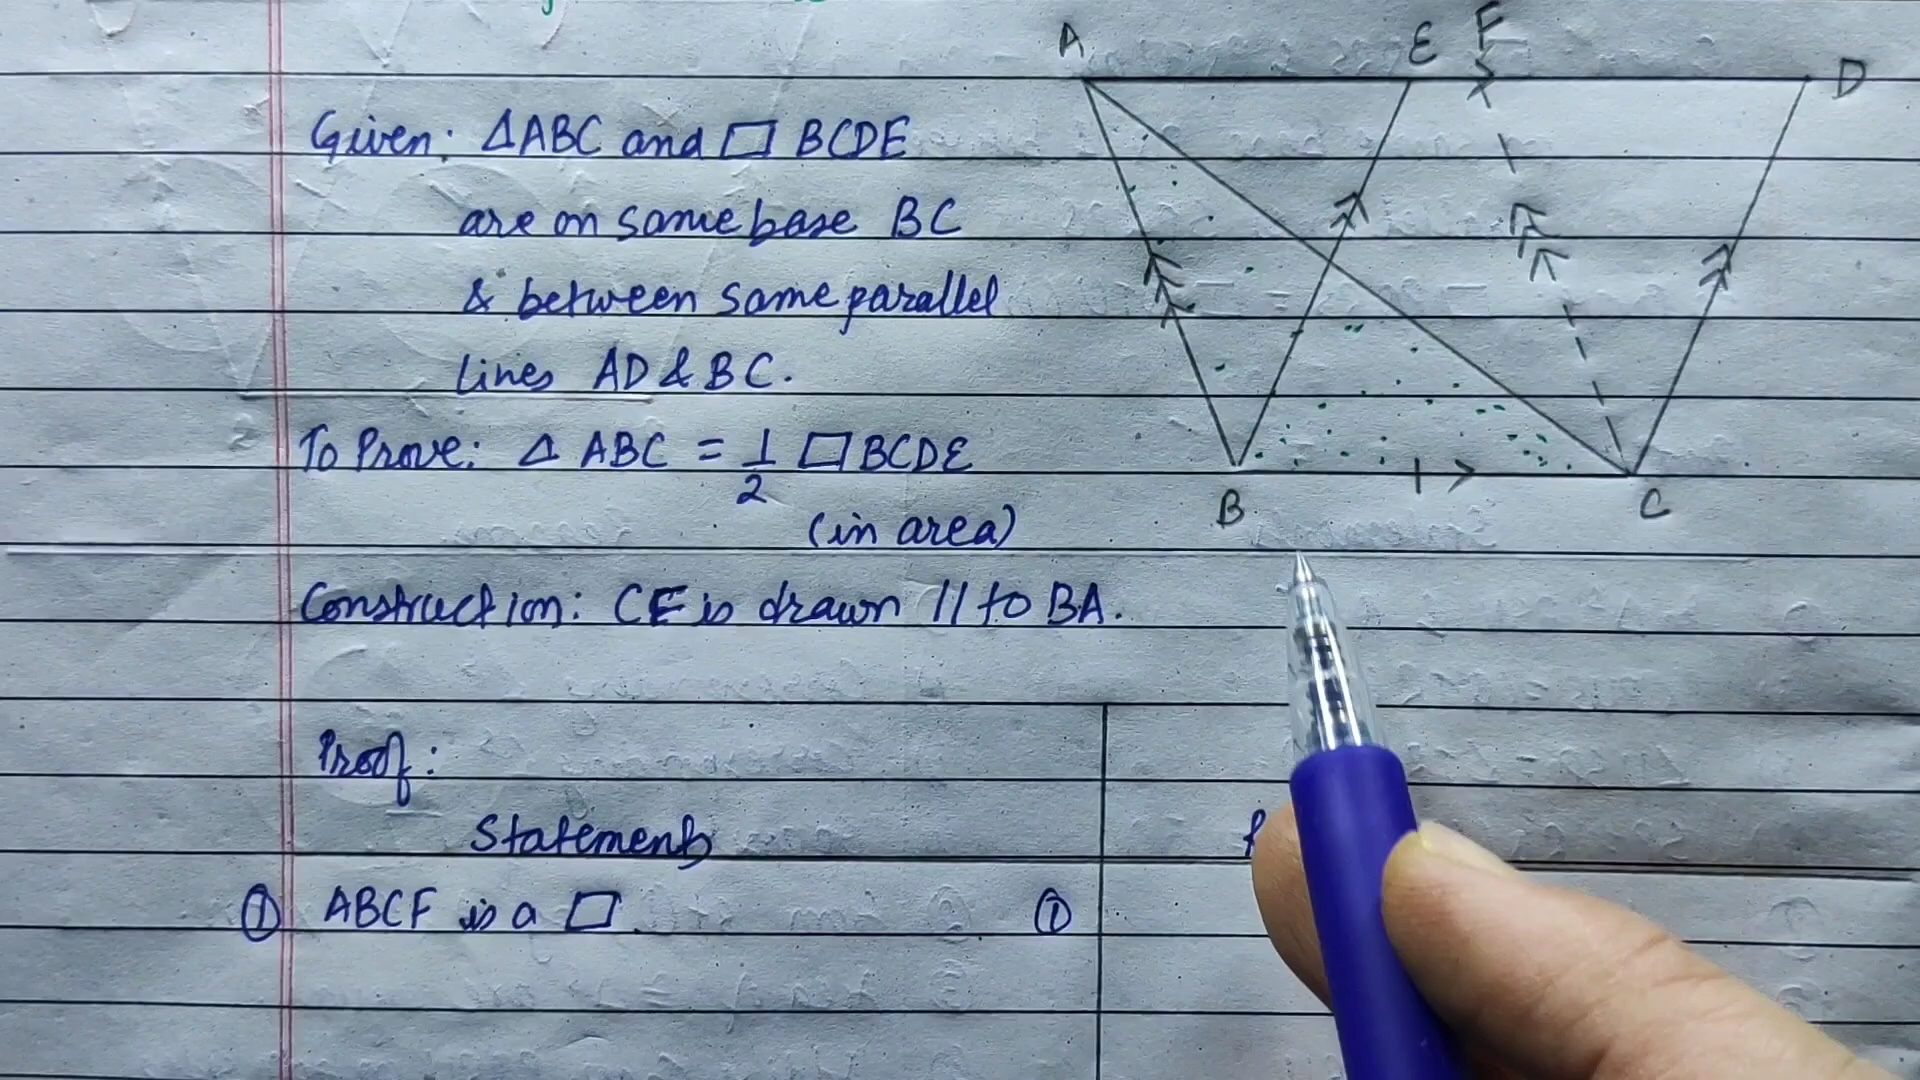 A E F D
Given: ΔABC and ▱ BCDE
are on same base BC
& between same parallel
lines AD & BC.
To Prove: Δ ABC = 1/2 ▱ BCDE
B C
(in area)
Construction: CF is drawn // to BA.
Proof:
Statements
① ABCF is a ▱. ①